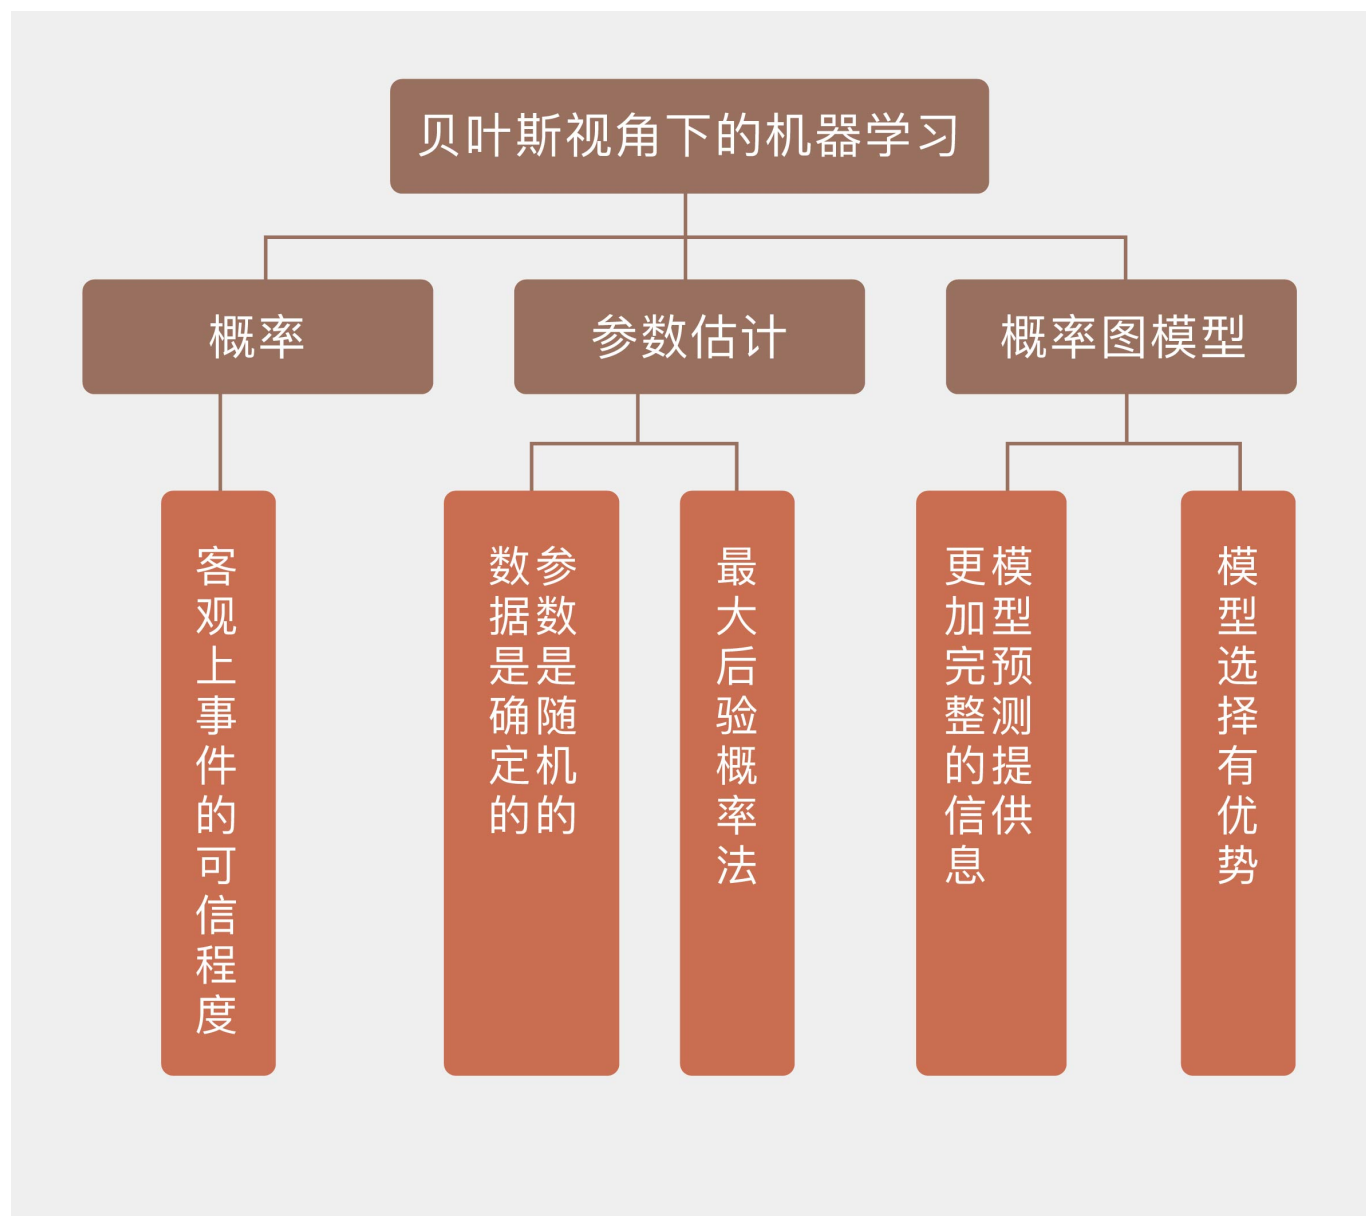 贝叶斯视角下的机器学习
概率
参数估计
概率图模型
客观上事件的可信程度
参数是随机的
数据是确定的
最大后验概率法
模型预测提供
更加完整的信息
模型选择有优势